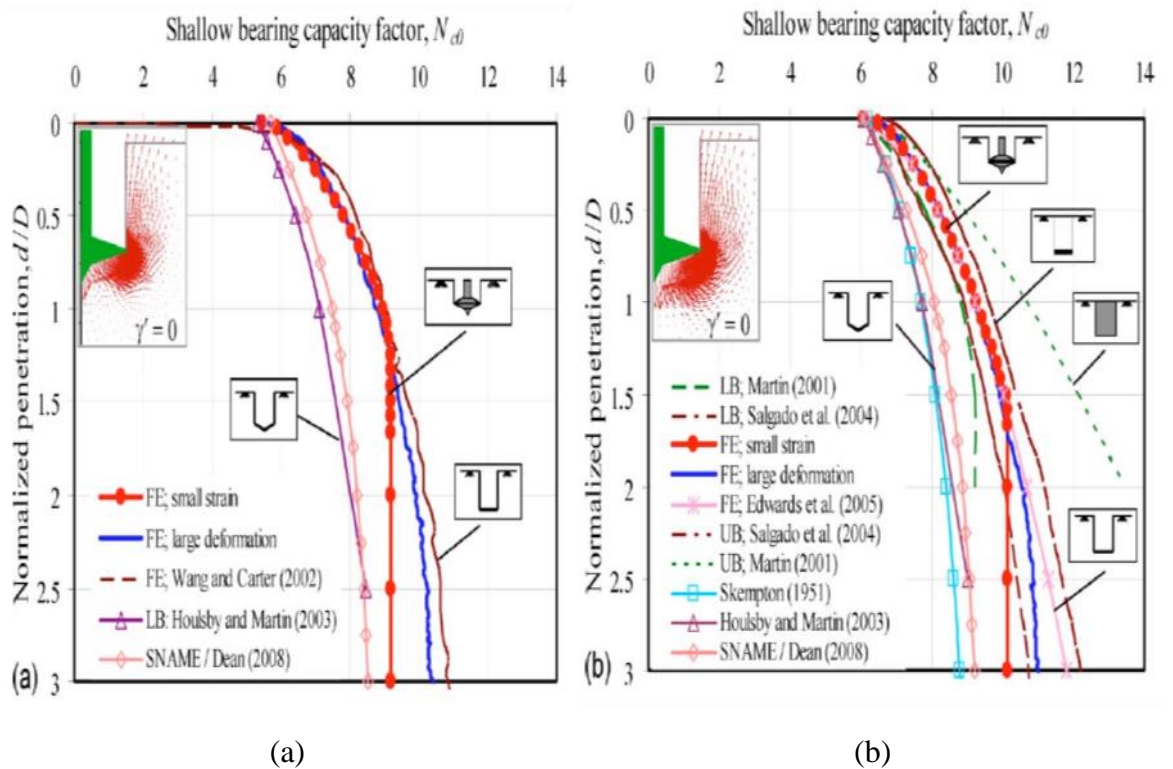 Shallow bearing capacity factor, N_c0
0 2 4 6 8 10 12 14
Normalized penetration, d/D
0
0.5
1
1.5
2
2.5
3
γ' = 0
FE; small strain
FE; large deformation
FE; Wang and Carter (2002)
LB: Houlsby and Martin (2003)
SNAME / Dean (2008)
(a)
Shallow bearing capacity factor, N_c0
0 2 4 6 8 10 12 14
Normalized penetration, d/D
0
0.5
1
1.5
2
2.5
3
γ' = 0
LB; Martin (2001)
LB; Salgado et al. (2004)
FE; small strain
FE; large deformation
FE; Edwards et al. (2005)
UB; Salgado et al. (2004)
UB; Martin (2001)
Skempton (1951)
Houlsby and Martin (2003)
SNAME / Dean (2008)
(b)
(a) (b)